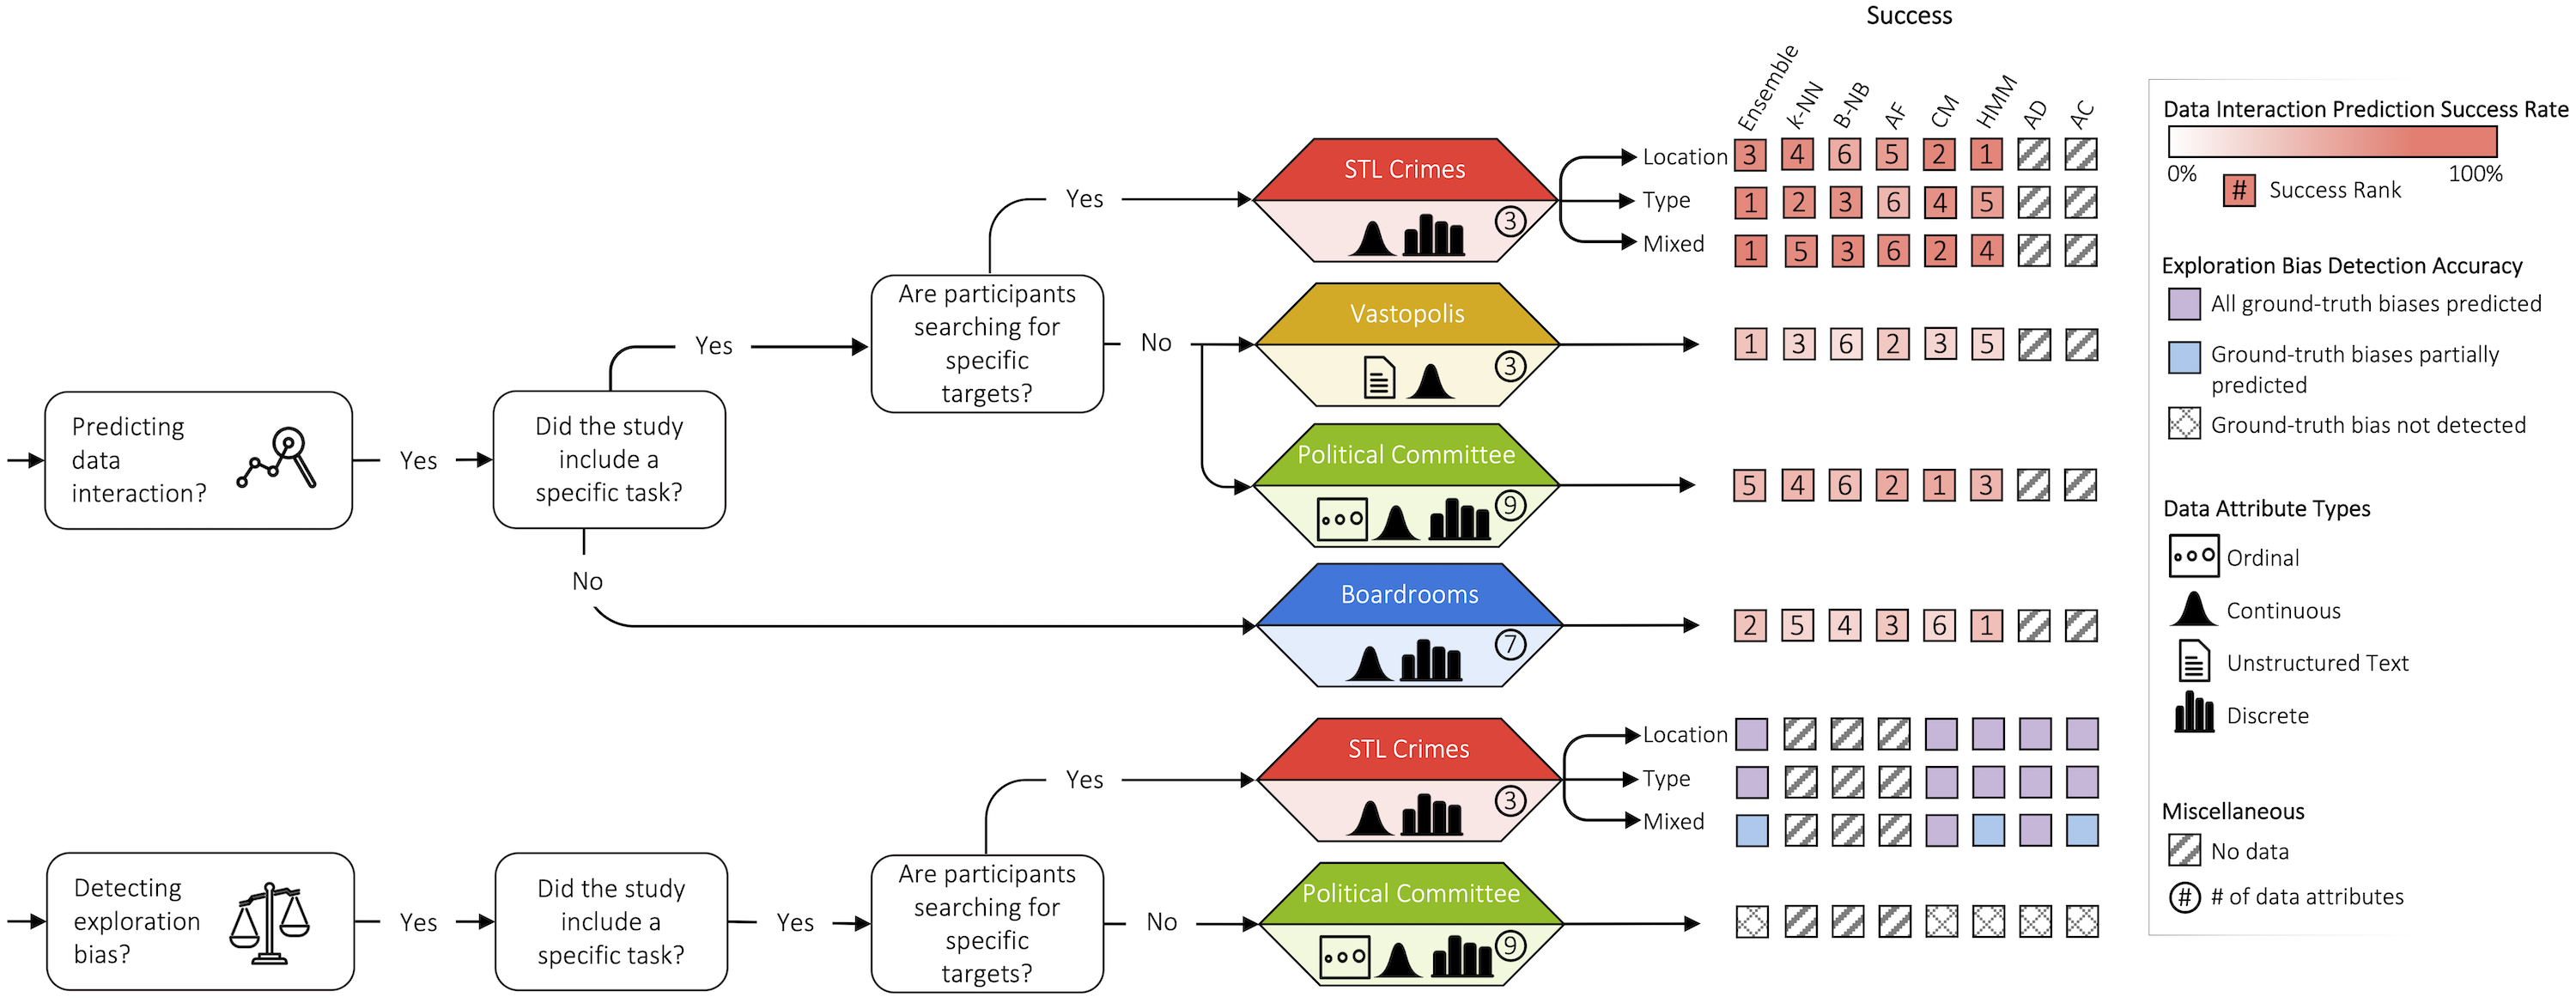 Success
Ensemble
k-NN
B-NB
AF
CM
HMM
AD
AC
Predicting
data
interaction?
Yes
Did the study
include a
specific task?
Yes
No
Are participants
searching for
specific
targets?
Yes
No
STL Crimes
3
Location
3 4 6 5 2 1
Type
1 2 3 6 4 5
Mixed
1 5 3 6 2 4
Vastopolis
3
1 3 6 2 3 5
Political Committee
9
5 4 6 2 1 3
Boardrooms
7
2 5 4 3 6 1
Detecting
exploration
bias?
Yes
Did the study
include a
specific task?
Yes
Are participants
searching for
specific
targets?
Yes
No
STL Crimes
3
Location
Type
Mixed
Political Committee
9
Data Interaction Prediction Success Rate
0% 100%
# Success Rank
Exploration Bias Detection Accuracy
All ground-truth biases predicted
Ground-truth biases partially
predicted
Ground-truth bias not detected
Data Attribute Types
Ordinal
Continuous
Unstructured Text
Discrete
Miscellaneous
No data
# # of data attributes